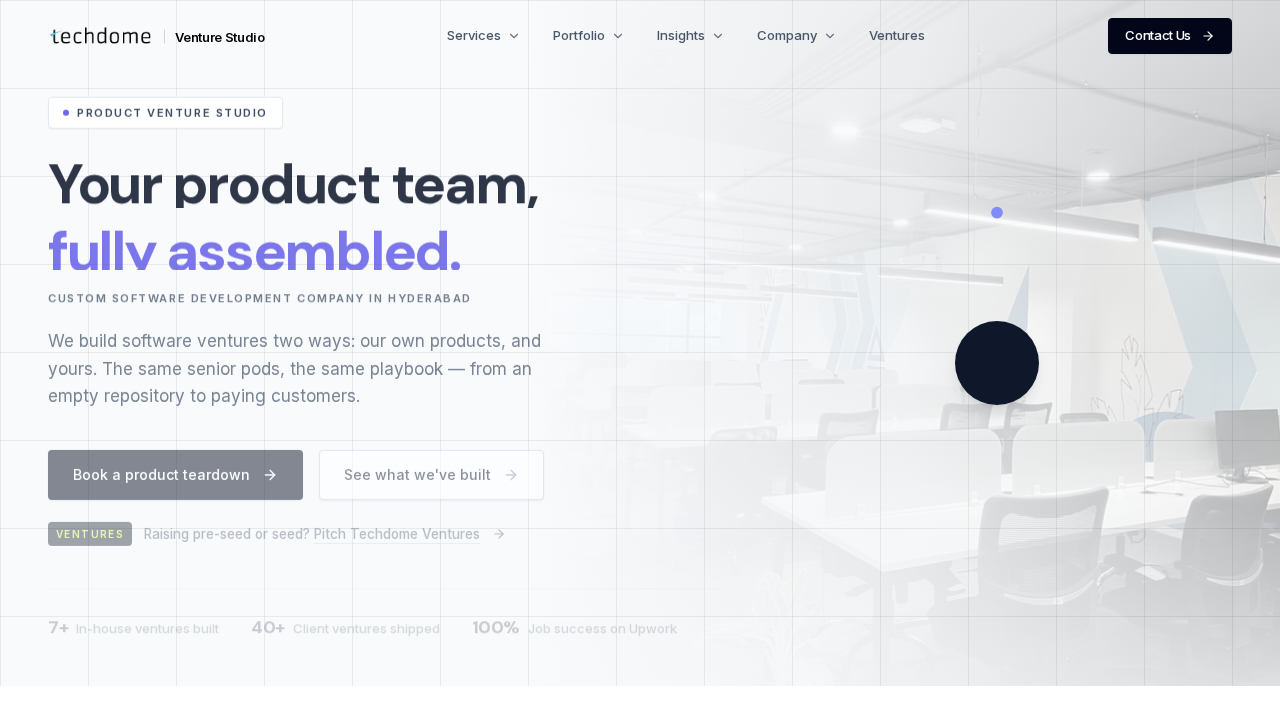 techdome
Venture Studio
Services
Portfolio
Insights
Company
Ventures
Contact Us
PRODUCT VENTURE STUDIO
Your product team,
fully assembled.
CUSTOM SOFTWARE DEVELOPMENT COMPANY IN HYDERABAD
We build software ventures two ways: our own products, and
yours. The same senior pods, the same playbook — from an
empty repository to paying customers.
Book a product teardown
See what we've built
VENTURES Raising pre-seed or seed? Pitch Techdome Ventures
7+ In-house ventures built
40+ Client ventures shipped
100% Job success on Upwork